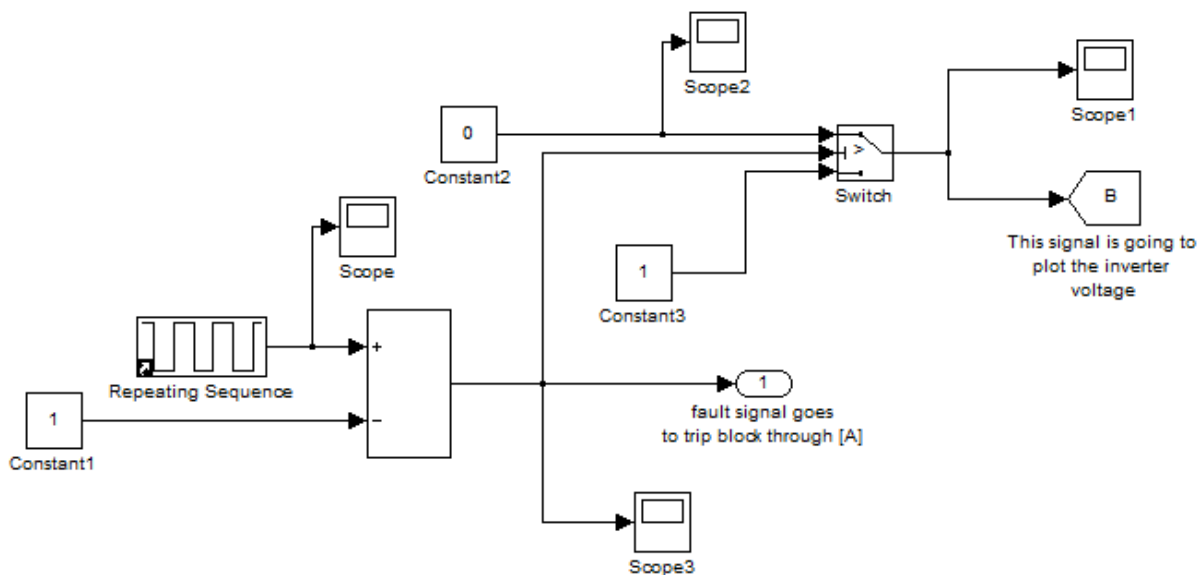 Scope2
Scope1
0
Constant2
>
Switch
B
This signal is going to
plot the inverter
voltage
Scope
1
Constant3
+
Repeating Sequence
1
Constant1
−
1
fault signal goes
to trip block through [A]
Scope3